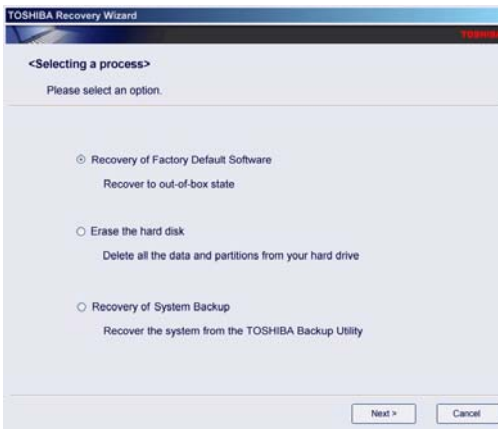 TOSHIBA Recovery Wizard
TOSHIBA
<Selecting a process>
Please select an option.
Recovery of Factory Default Software
Recover to out-of-box state
Erase the hard disk
Delete all the data and partitions from your hard drive
Recovery of System Backup
Recover the system from the TOSHIBA Backup Utility
Next >
Cancel